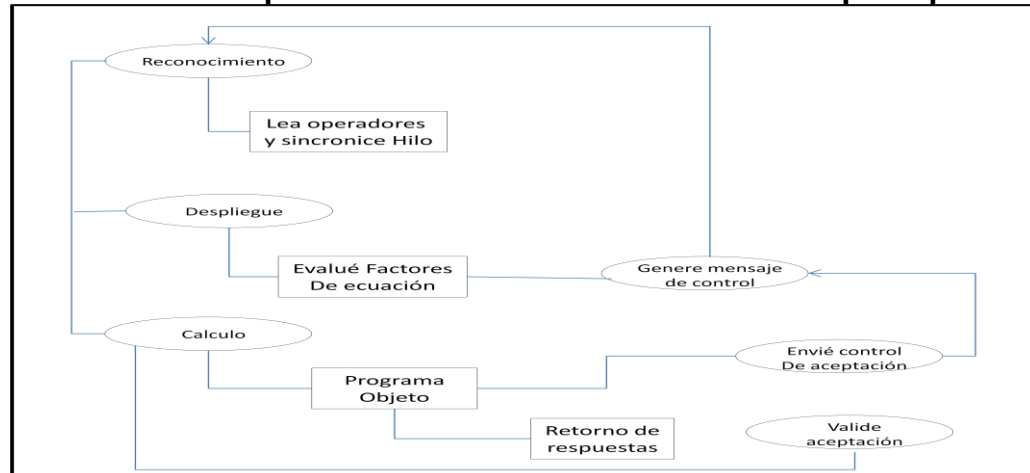 Reconocimiento
Lea operadores
y sincronice Hilo
Despliegue
Evalué Factores
De ecuación
Genere mensaje
de control
Calculo
Envié control
De aceptación
Programa
Objeto
Valide
aceptación
Retorno de
respuestas